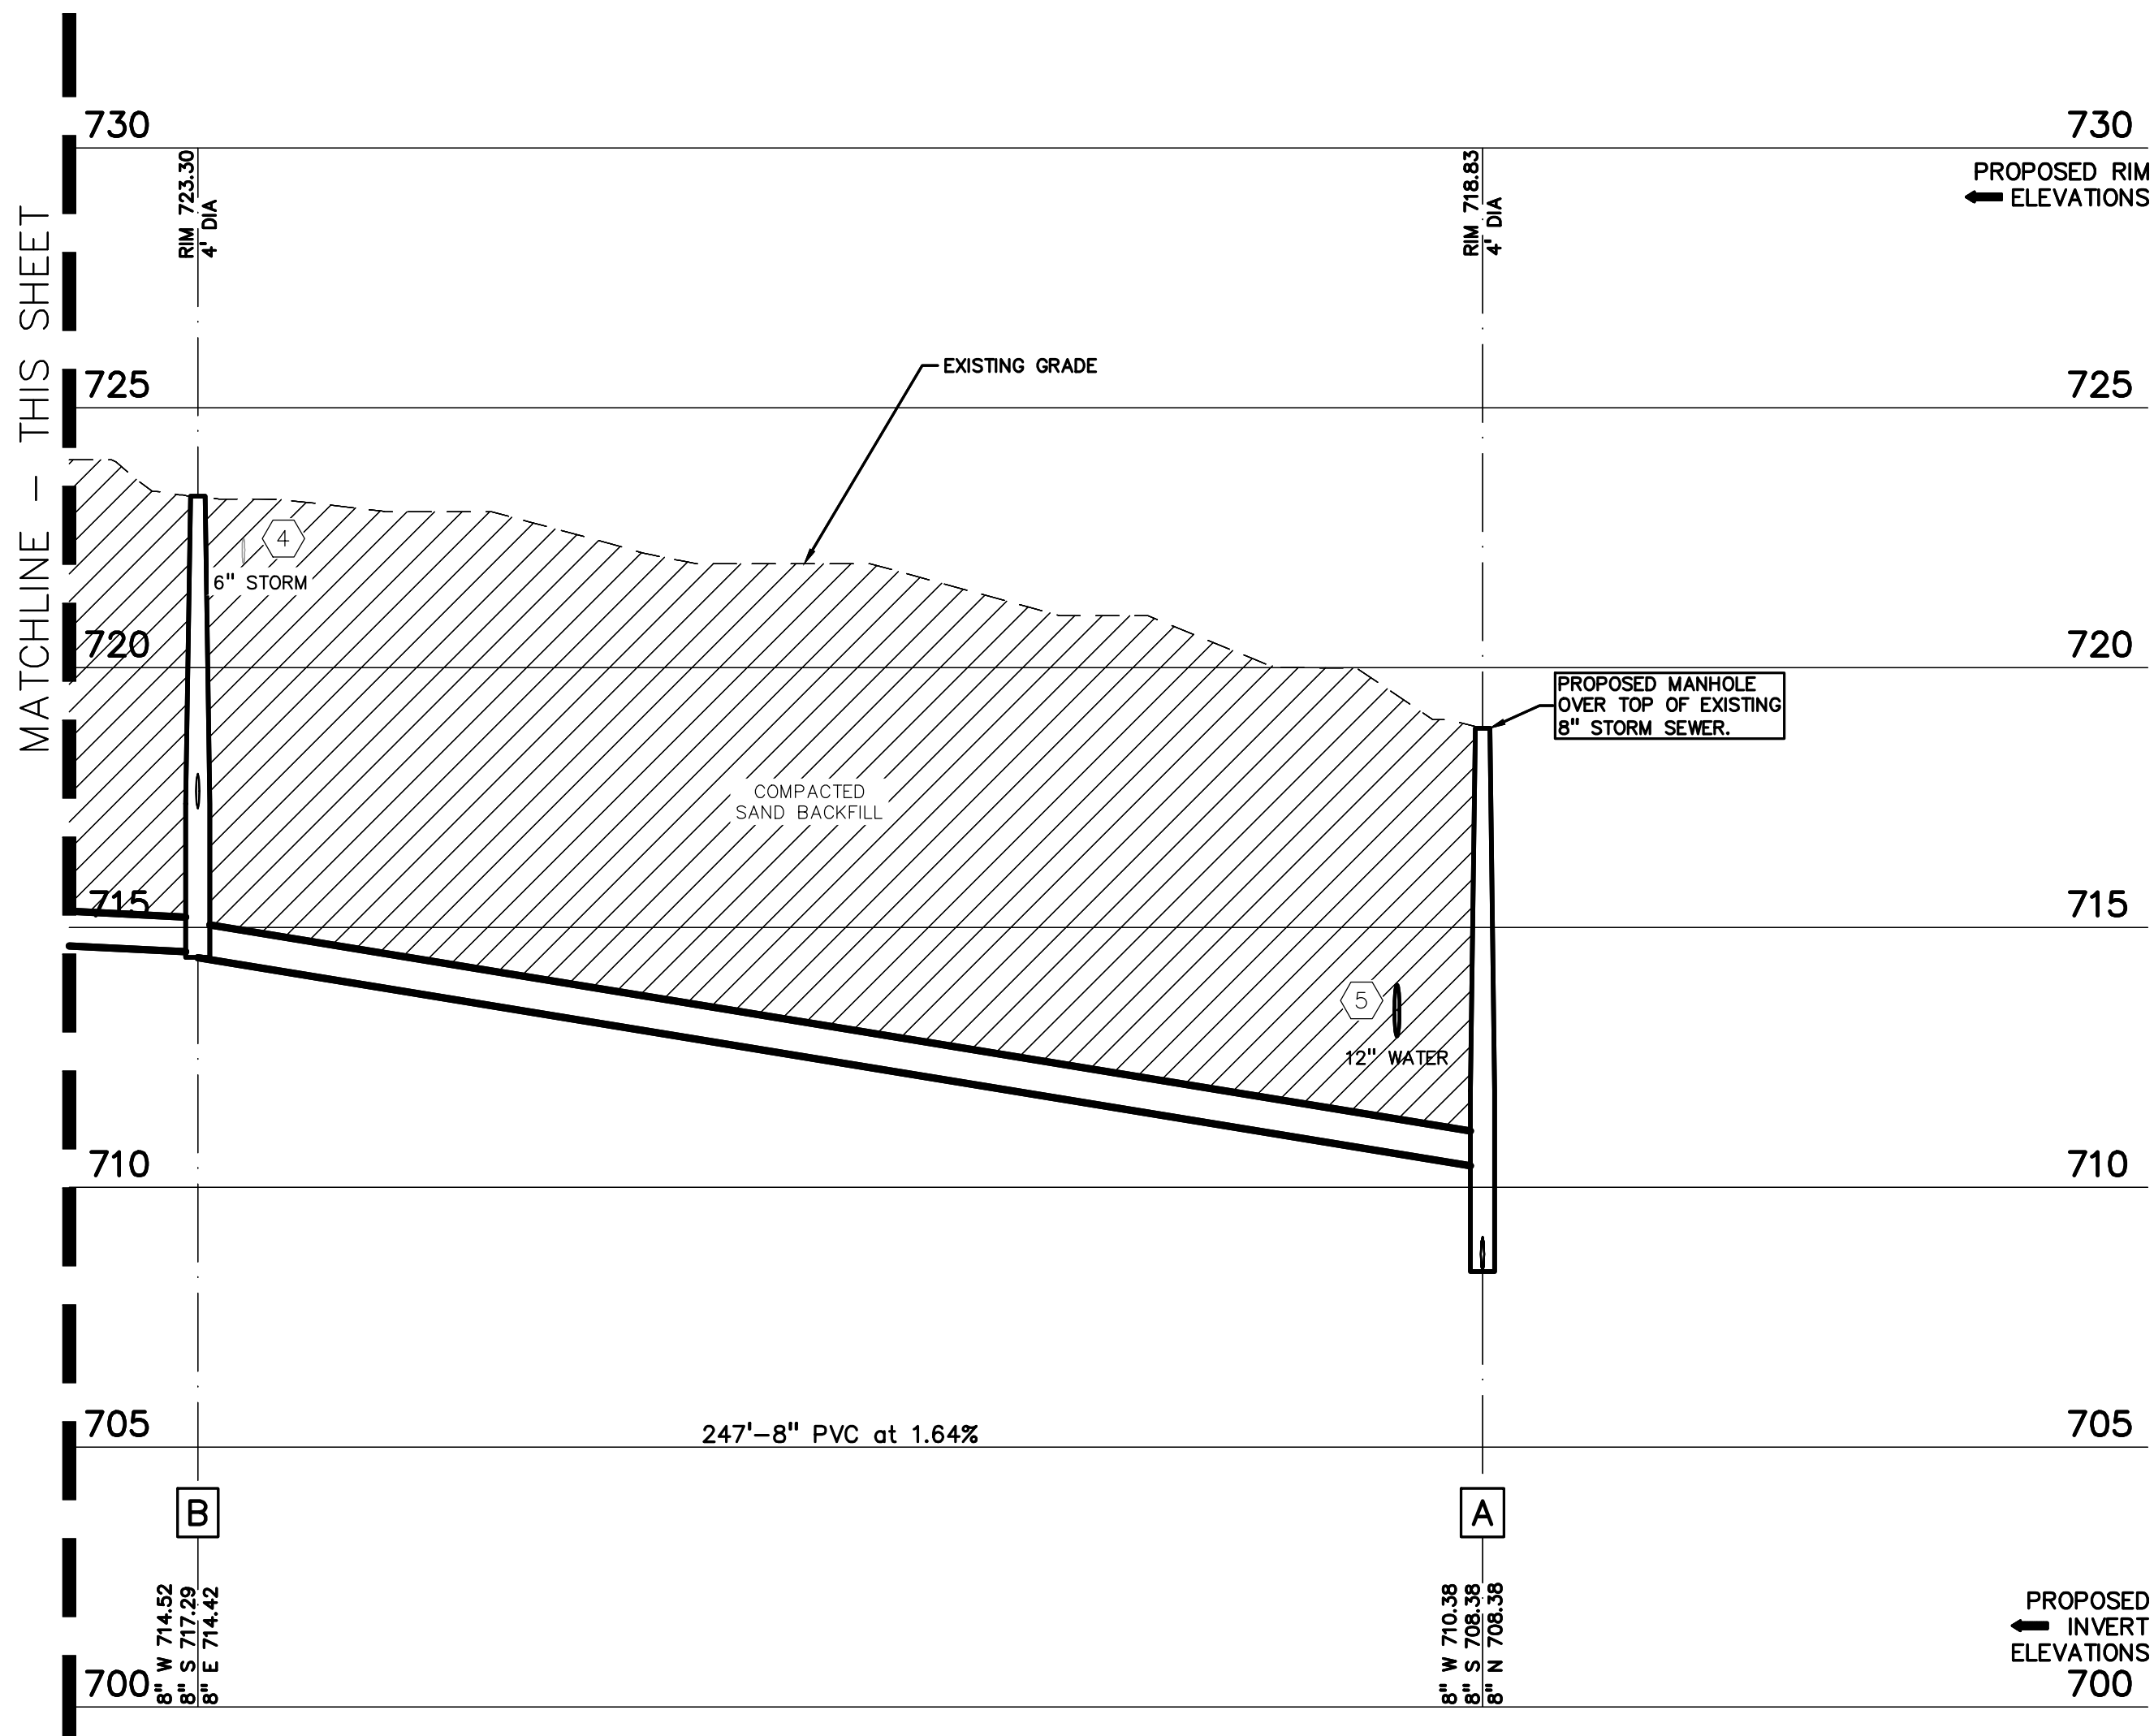 MATCHLINE – THIS SHEET
730
730
RIM 723.30
4' DIA
RIM 718.83
4' DIA
PROPOSED RIM
ELEVATIONS
EXISTING GRADE
725
725
4
6" STORM
720
720
PROPOSED MANHOLE
OVER TOP OF EXISTING
8" STORM SEWER.
COMPACTED
SAND BACKFILL
715
715
5
12" WATER
710
710
705
247'–8" PVC at 1.64%
705
B
A
8" W 714.52
8" S 717.29
8" E 714.42
8" W 710.38
8" S 708.38
8" N 708.38
PROPOSED
INVERT
ELEVATIONS
700
700